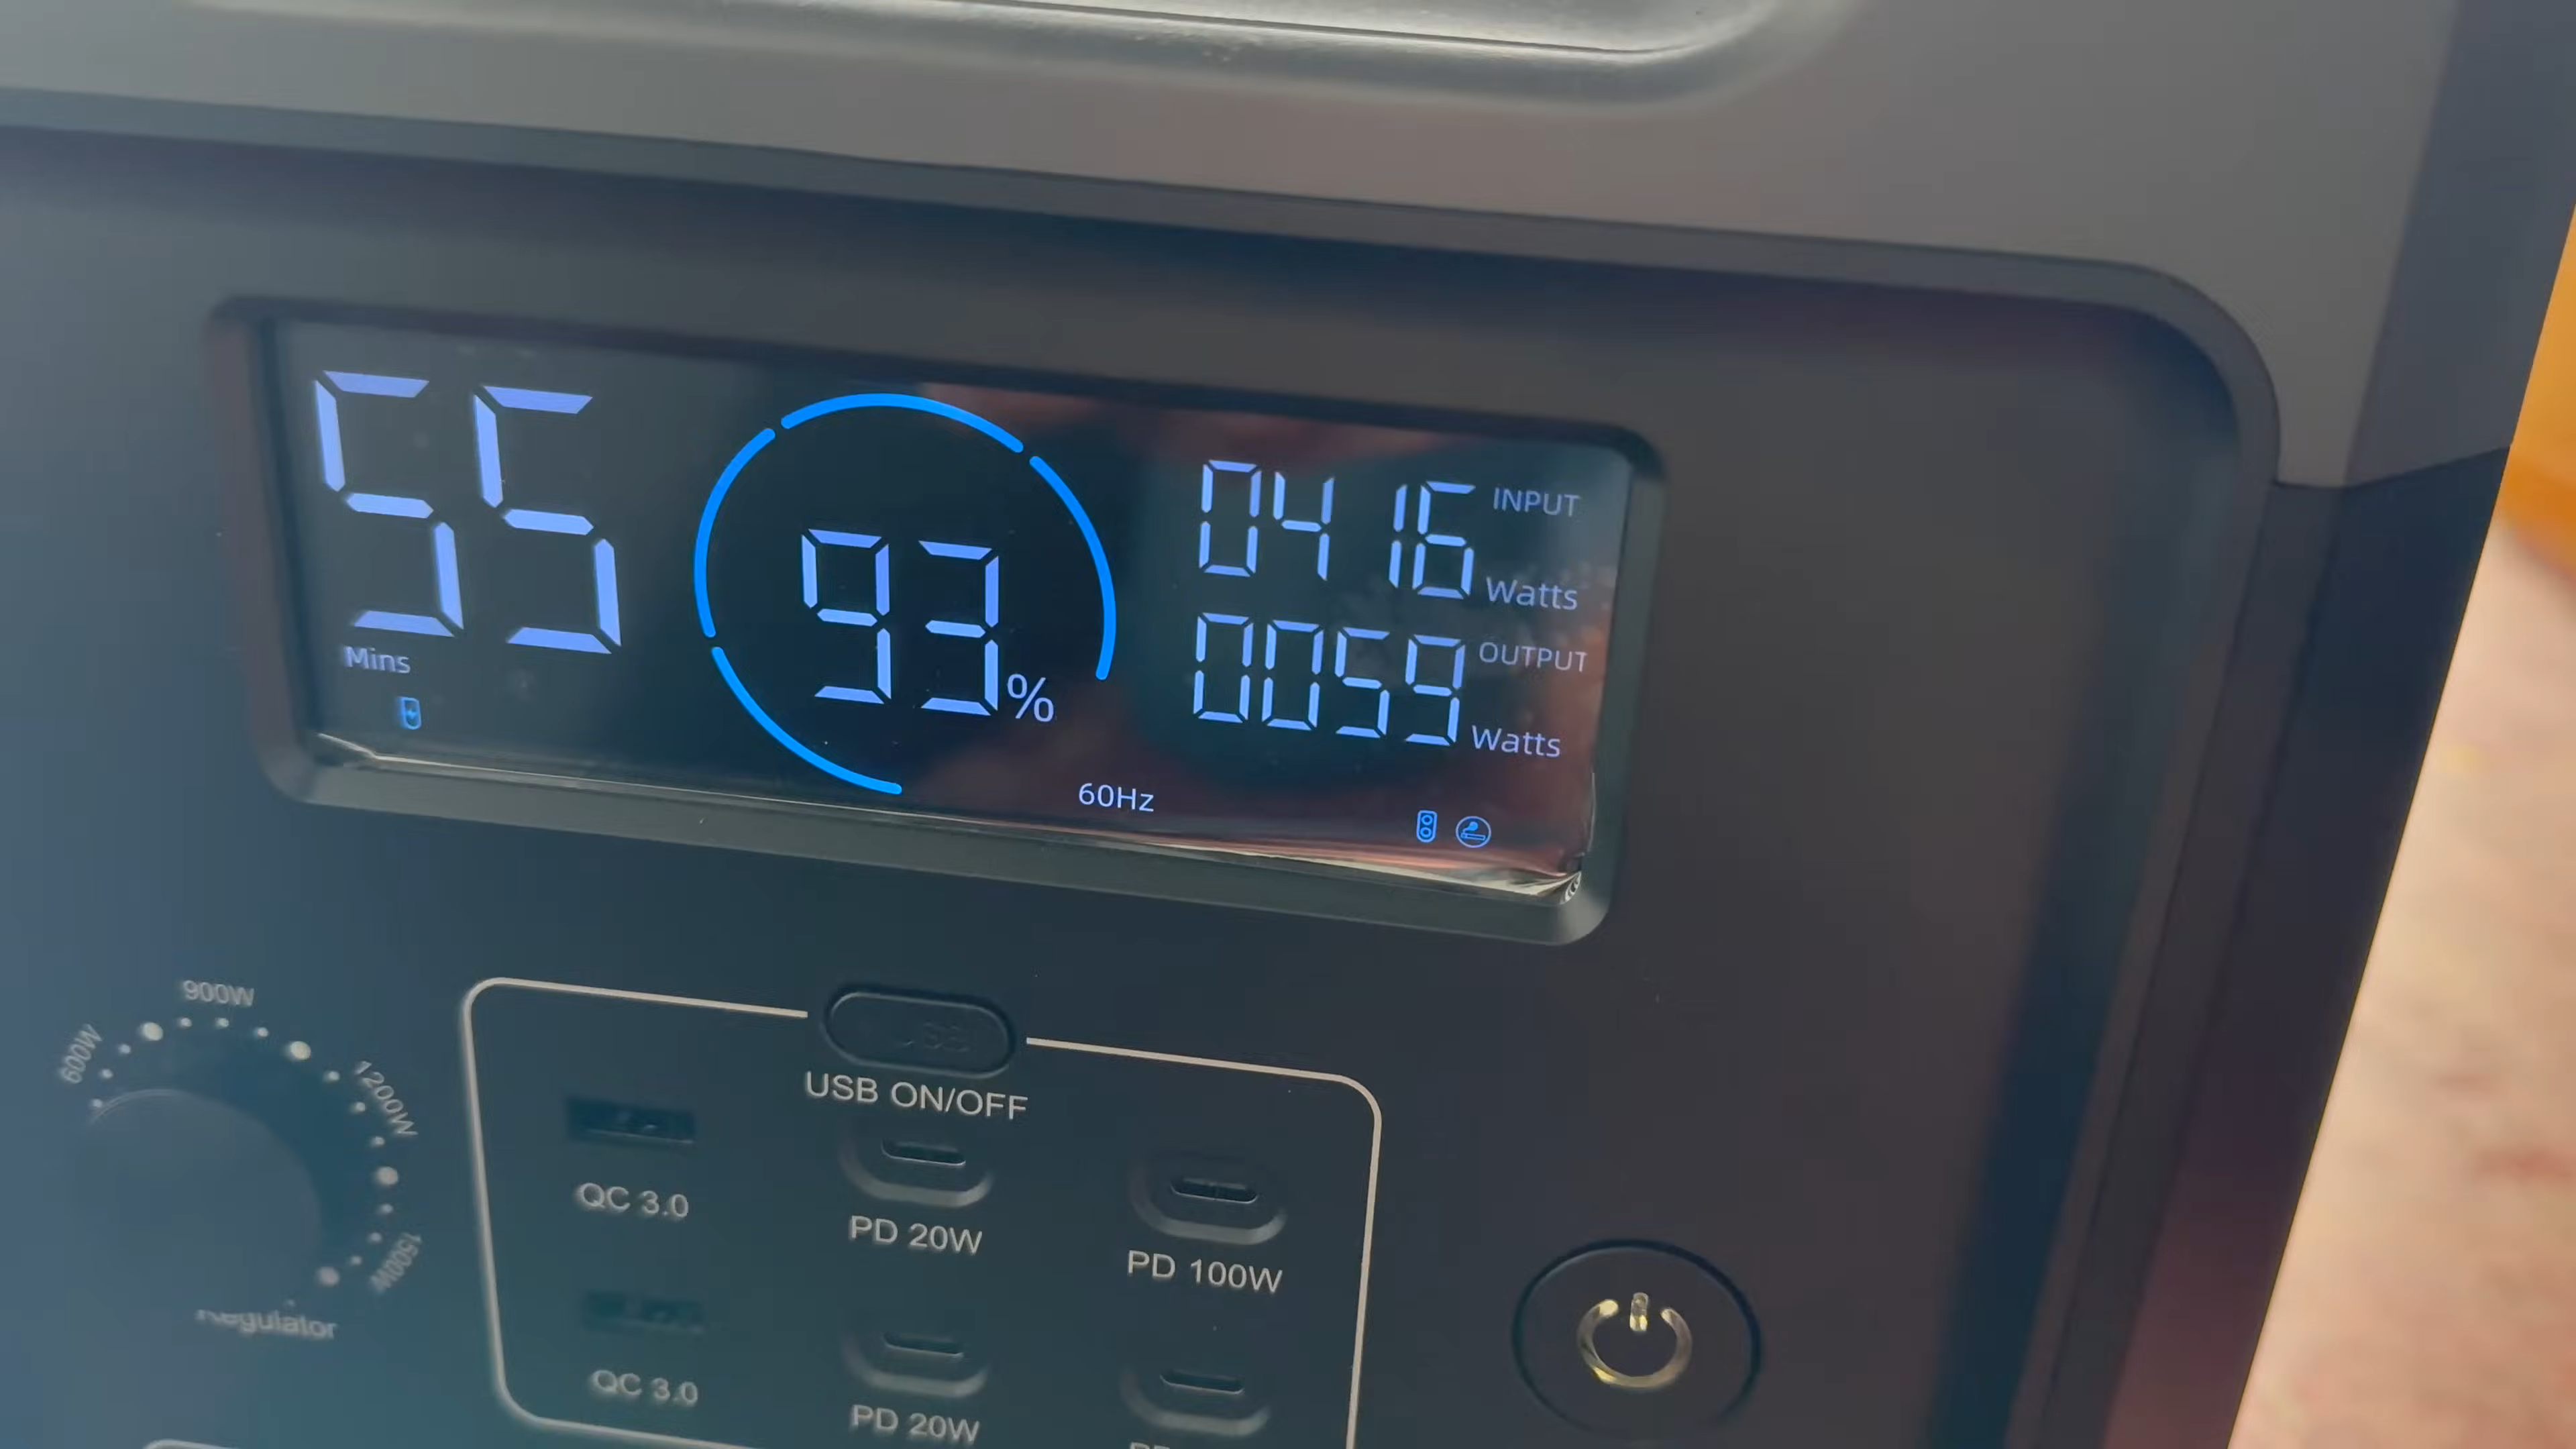 55
Mins
93%
0416 INPUT
Watts
0059 OUTPUT
Watts
60Hz
600W
900W
1200W
1500W
Regulator
USB ON/OFF
QC 3.0
PD 20W
PD 100W
QC 3.0
PD 20W